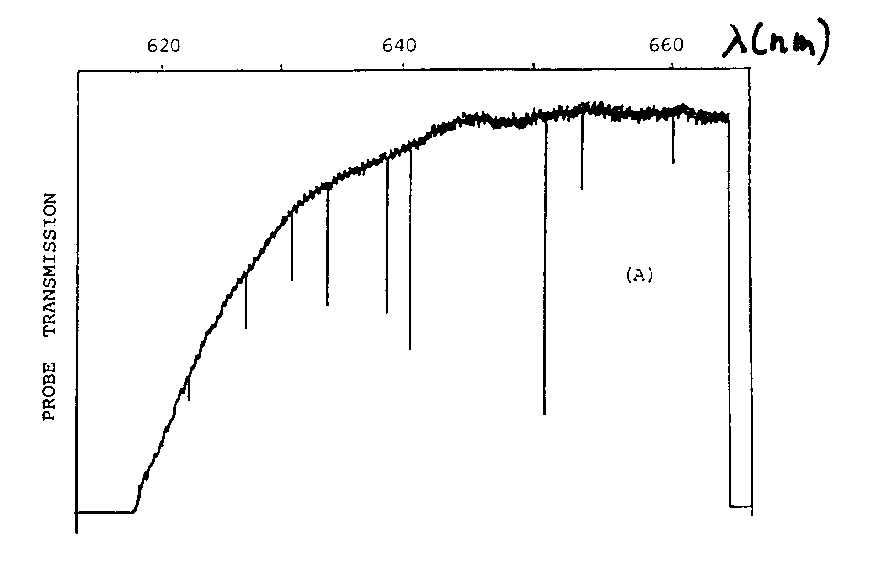 620 640 660 λ(nm)
PROBE TRANSMISSION
(A)